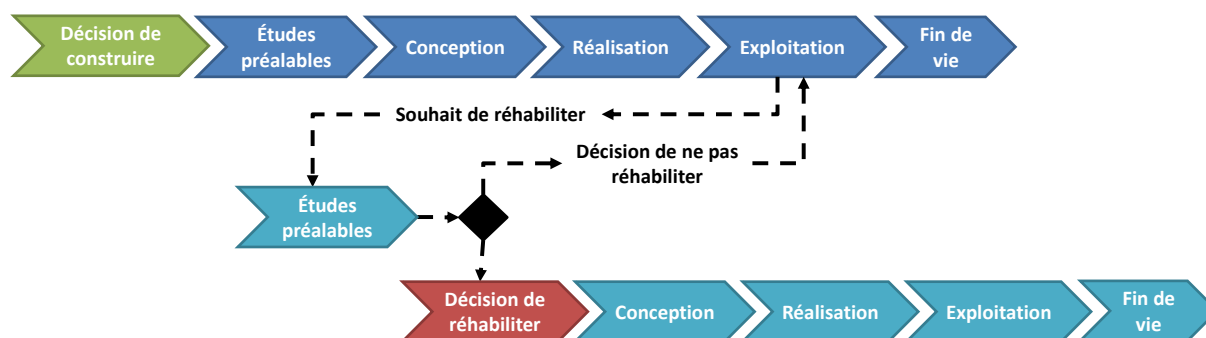 Décision de
construire
Études
préalables
Conception
Réalisation
Exploitation
Fin de
vie
Souhait de réhabiliter
Décision de ne pas
réhabiliter
Études
préalables
Décision de
réhabiliter
Conception
Réalisation
Exploitation
Fin de
vie